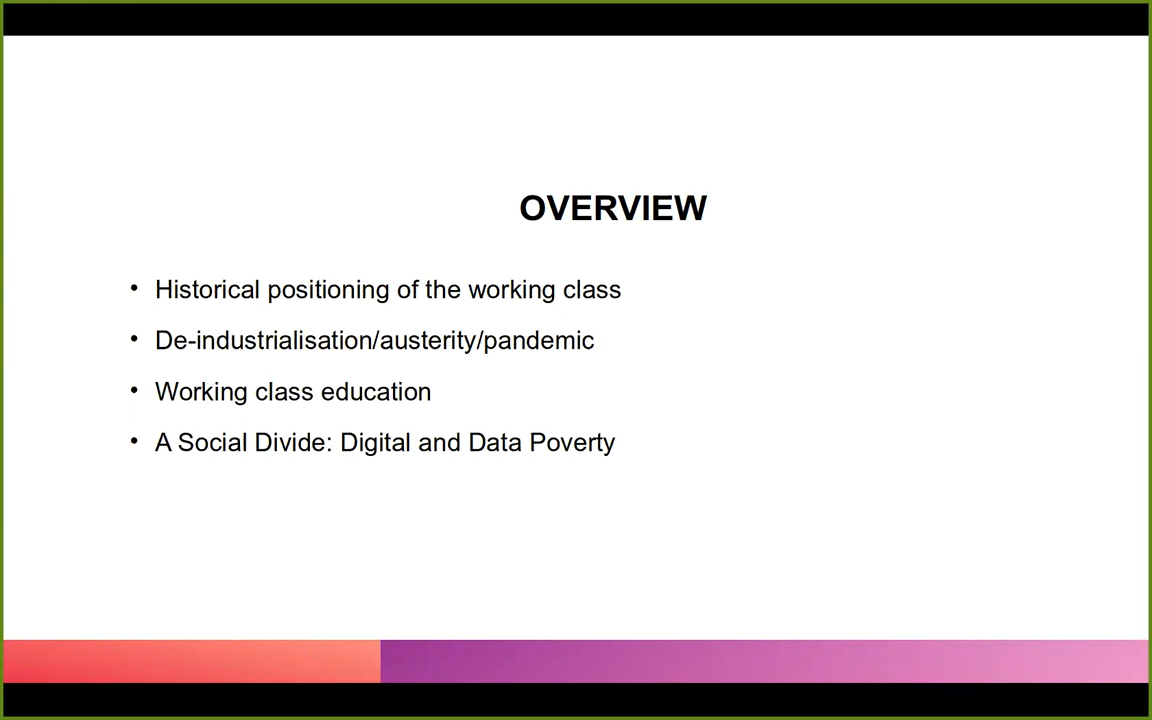 OVERVIEW
• Historical positioning of the working class
• De-industrialisation/austerity/pandemic
• Working class education
• A Social Divide: Digital and Data Poverty